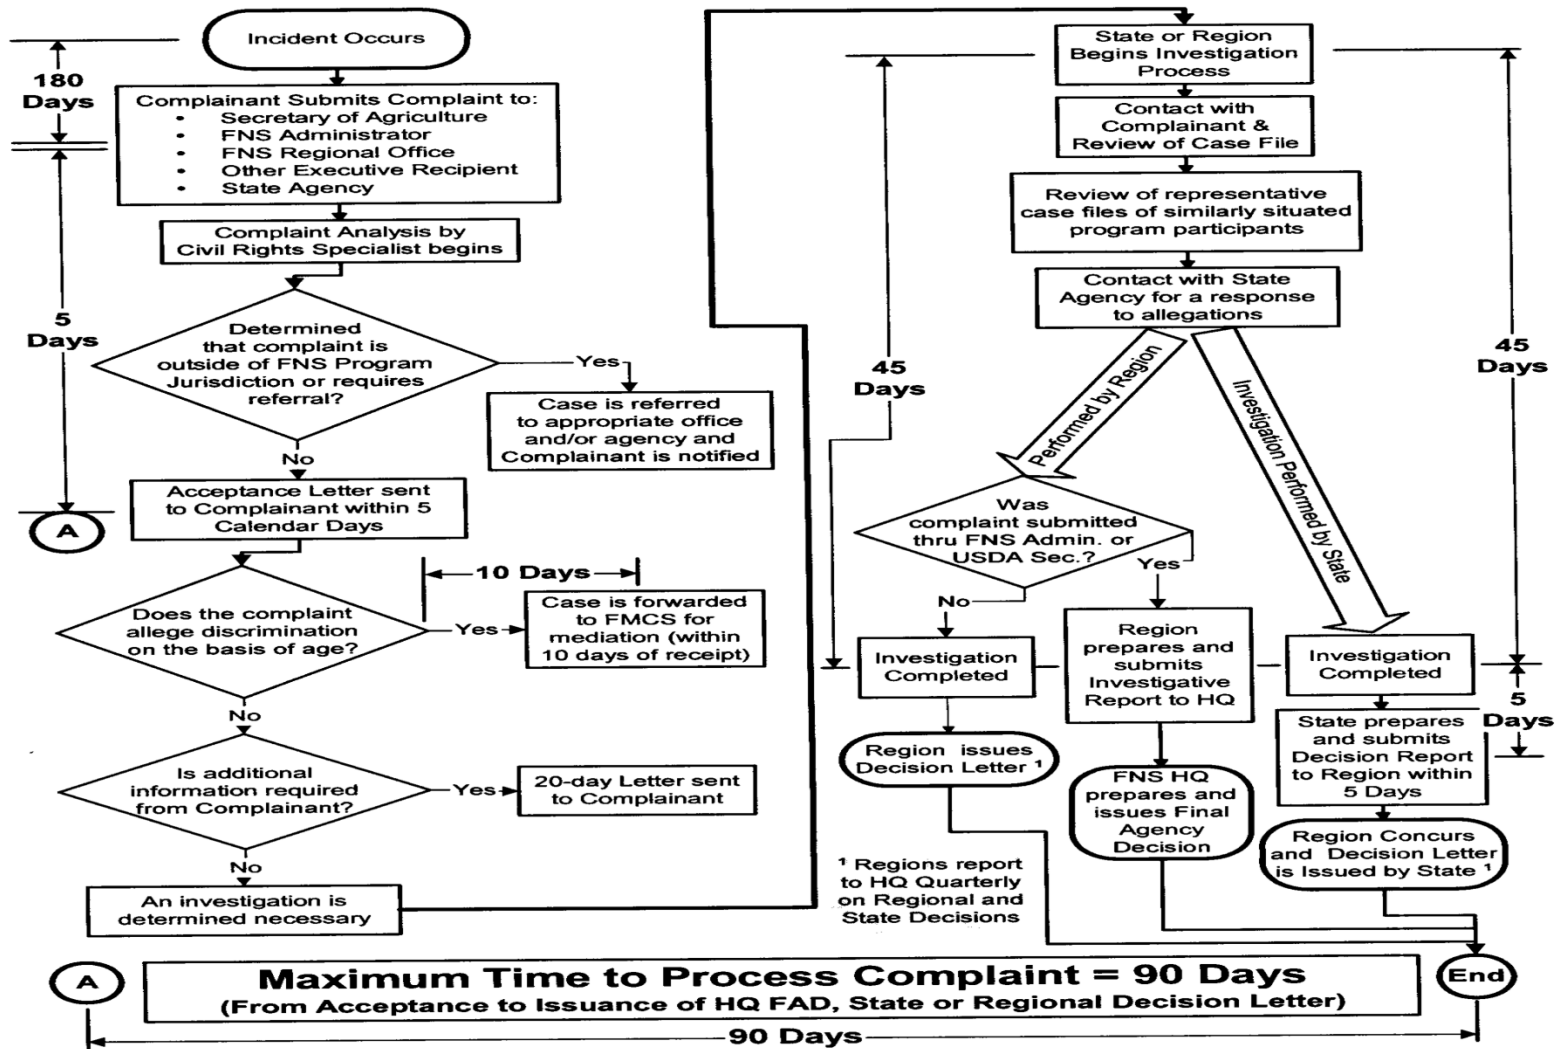 Incident Occurs
180
Days
Complainant Submits Complaint to:
• Secretary of Agriculture
• FNS Administrator
• FNS Regional Office
• Other Executive Recipient
• State Agency
Complaint Analysis by
Civil Rights Specialist begins
5
Days
Determined
that complaint is
outside of FNS Program
Jurisdiction or requires
referral?
Yes
Case is referred
to appropriate office
and/or agency and
Complainant is notified
No
Acceptance Letter sent
to Complainant within 5
Calendar Days
A
10 Days
Does the complaint
allege discrimination
on the basis of age?
Yes
Case is forwarded
to FMCS for
mediation (within
10 days of receipt)
No
Is additional
information required
from Complainant?
Yes
20-day Letter sent
to Complainant
No
An investigation is
determined necessary
State or Region
Begins Investigation
Process
Contact with
Complainant &
Review of Case File
Review of representative
case files of similarly situated
program participants
Contact with State
Agency for a response
to allegations
45
Days
45
Days
Performed by Region
Investigation Performed by State
Was
complaint submitted
thru FNS Admin. or
USDA Sec.?
Yes
No
Investigation
Completed
Region
prepares and
submits
Investigative
Report to HQ
Investigation
Completed
5
Days
Region issues
Decision Letter ¹
FNS HQ
prepares and
issues Final
Agency
Decision
State prepares
and submits
Decision Report
to Region within
5 Days
Region Concurs
and Decision Letter
is Issued by State ¹
¹ Regions report
to HQ Quarterly
on Regional and
State Decisions
A
Maximum Time to Process Complaint = 90 Days
(From Acceptance to Issuance of HQ FAD, State or Regional Decision Letter)
End
90 Days